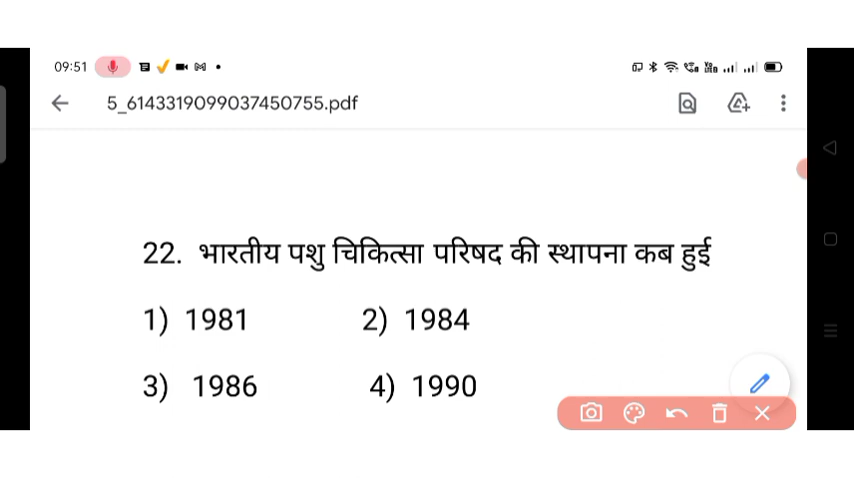 09:51
5_6143319099037450755.pdf
22. भारतीय पशु चिकित्सा परिषद की स्थापना कब हुई
1) 1981 2) 1984
3) 1986 4) 1990